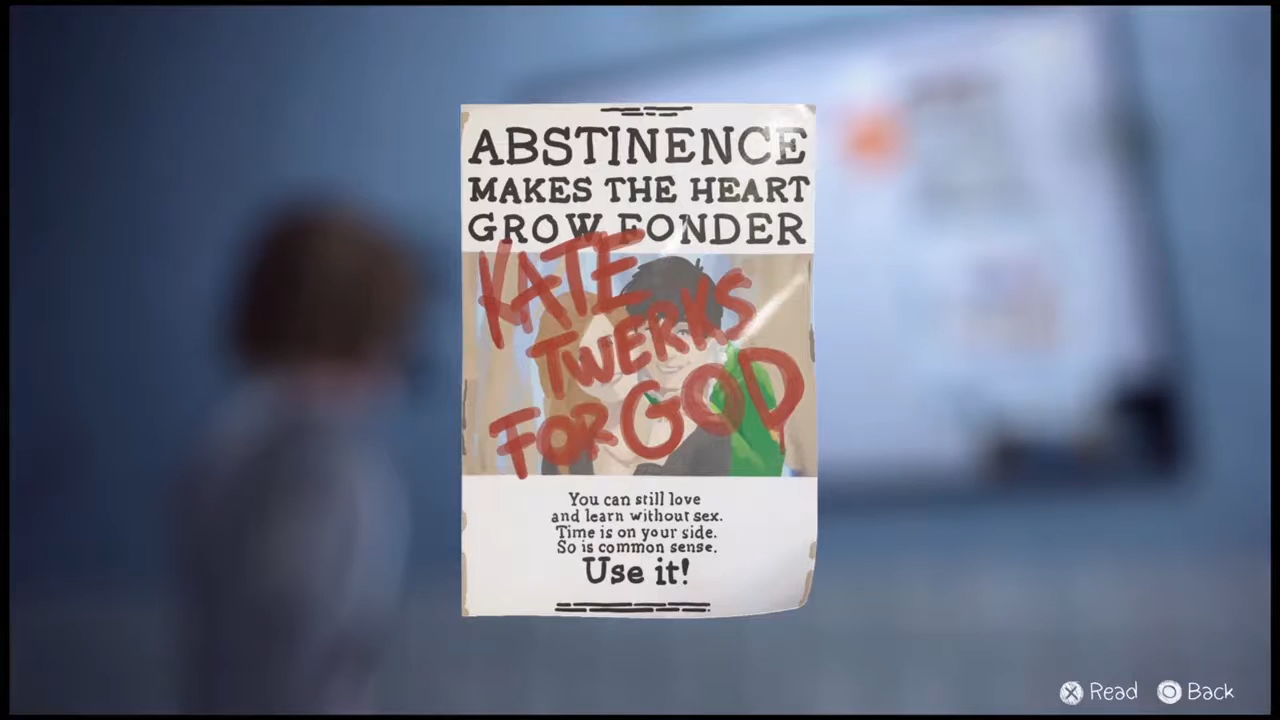 ABSTINENCE
MAKES THE HEART
GROW FONDER
KATE
TWERKS
FOR GOD
You can still love
and learn without sex.
Time is on your side.
So is common sense.
Use it!
Read Back